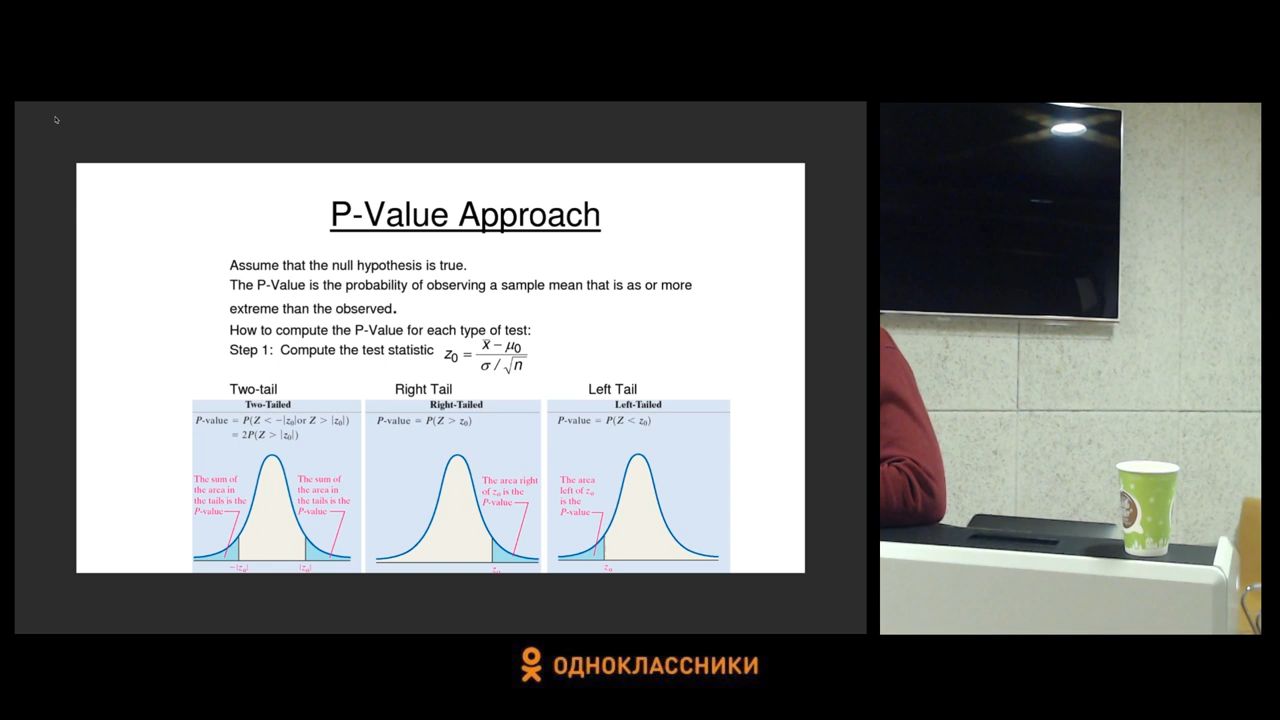 P-Value Approach
Assume that the null hypothesis is true.
The P-Value is the probability of observing a sample mean that is as or more
extreme than the observed.
How to compute the P-Value for each type of test:
Step 1: Compute the test statistic z₀ = (x̄ − μ₀) / (σ / √n)
Two-tail Right Tail Left Tail
Two-Tailed
P-value = P(Z < −|z₀|or Z > |z₀|)
= 2P(Z > |z₀|)
The sum of
the area in
the tails is the
P-value
The sum of
the area in
the tails is the
P-value
−|z₀| |z₀|
Right-Tailed
P-value = P(Z > z₀)
The area right
of z₀ is the
P-value
z₀
Left-Tailed
P-value = P(Z < z₀)
The area
left of z₀
is the
P-value
z₀
ОДНОКЛАССНИКИ